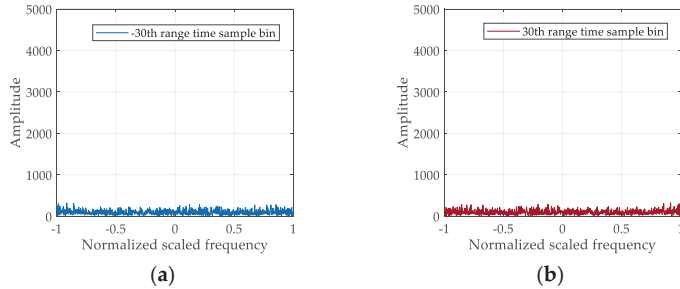 5000
-30th range time sample bin
4000
3000
2000
1000
0
Amplitude
-1
-0.5
0
0.5
1
Normalized scaled frequency
(a)
5000
30th range time sample bin
4000
3000
2000
1000
0
Amplitude
-1
-0.5
0
0.5
1
Normalized scaled frequency
(b)